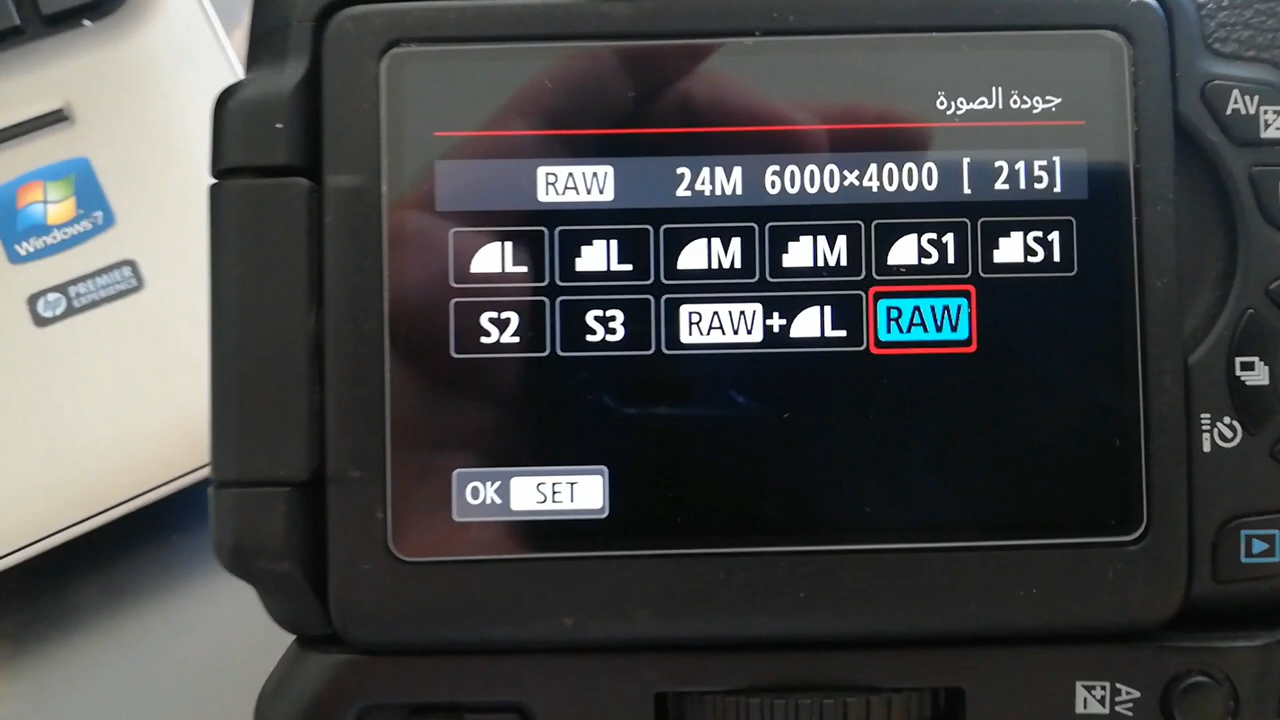 جودة الصورة
RAW 24M 6000×4000 [ 215]
L L M M S1 S1
S2 S3 RAW+L RAW
OK SET
Windows 7
hp PREMIER
EXPERIENCE
Av
Av